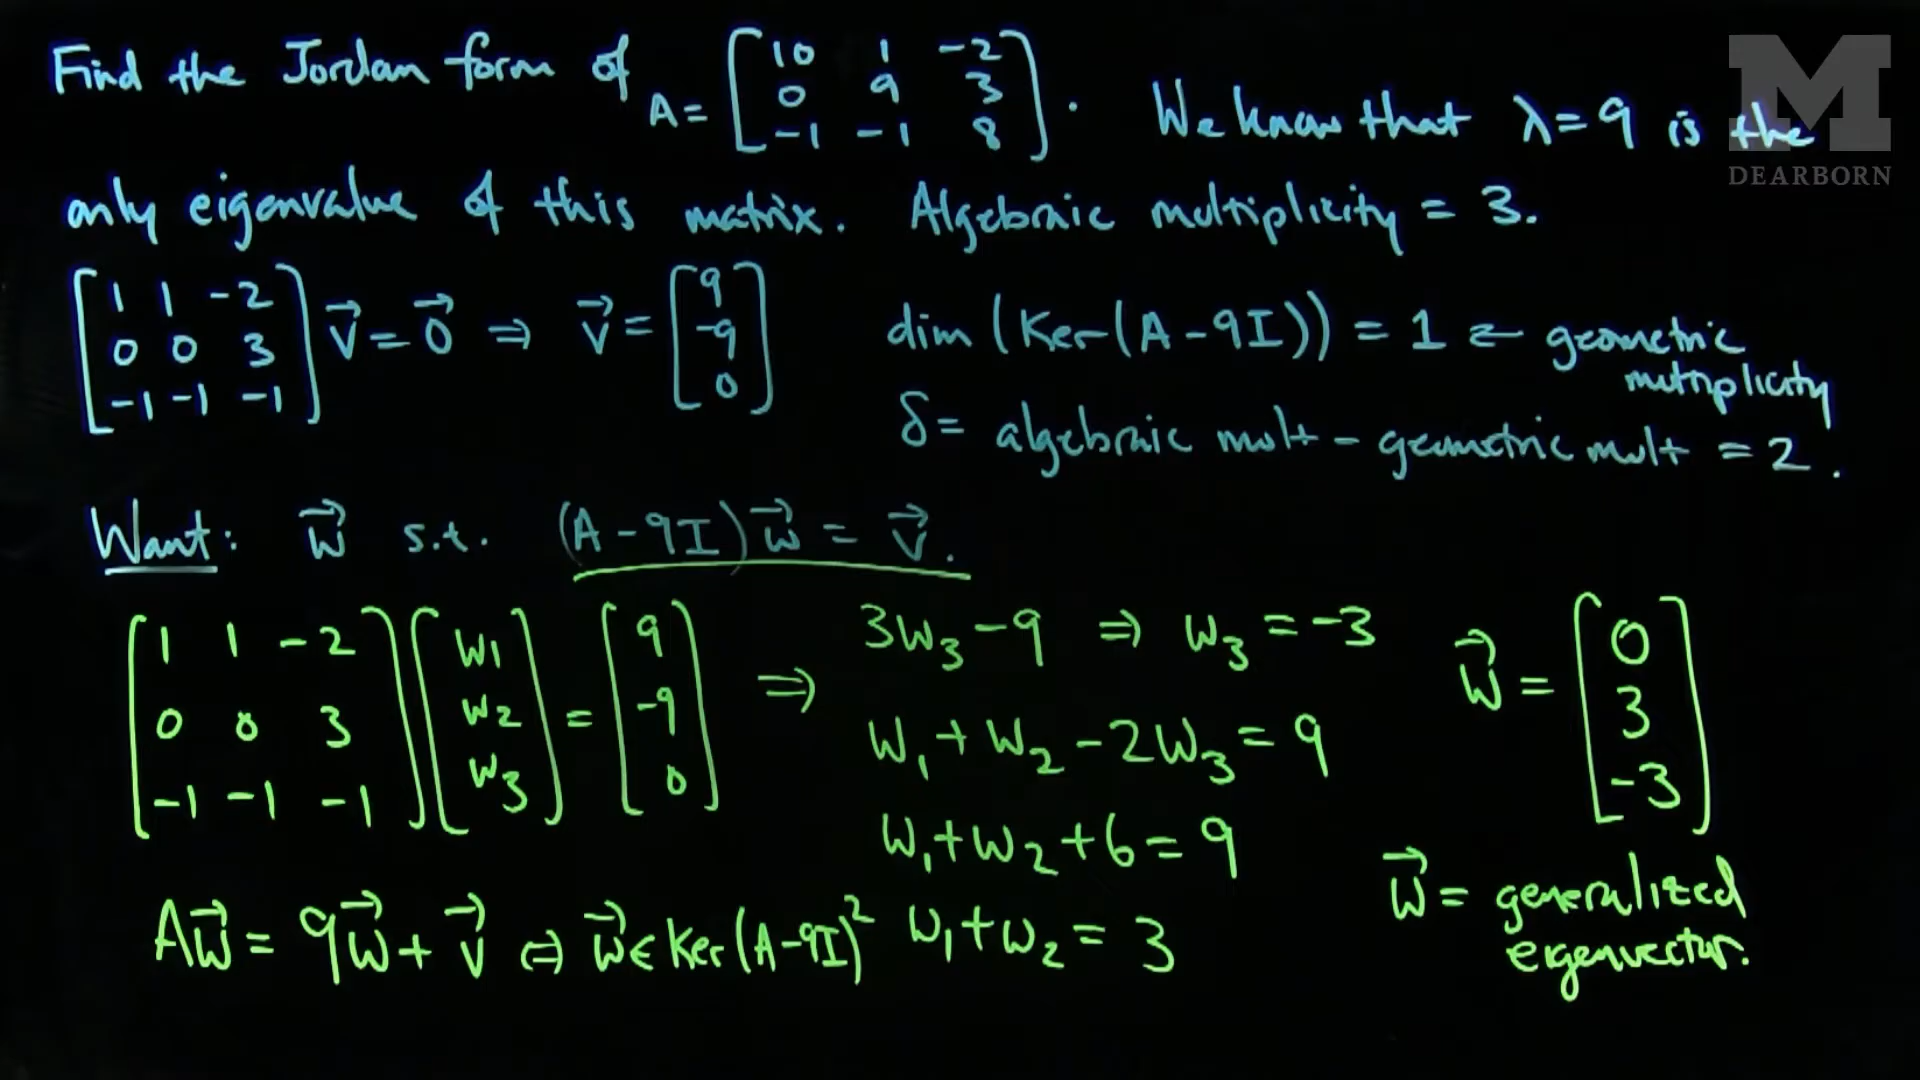 Find the Jordan form of A = [10 1 -2; 0 9 3; -1 -1 8]. We know that λ=9 is the
only eigenvalue of this matrix. Algebraic multiplicity = 3.
[1 1 -2; 0 0 3; -1 -1 -1] v⃗ = 0⃗ ⇒ v⃗ = [9; -9; 0]
dim (Ker(A-9I)) = 1 ← geometric multiplicity
δ = algebraic mult - geometric mult = 2.
Want: w⃗ s.t. (A-9I)w⃗ = v⃗.
[1 1 -2; 0 0 3; -1 -1 -1] [w1; w2; w3] = [9; -9; 0] ⇒
3w₃-9 ⇒ w₃ = -3
w₁+w₂-2w₃ = 9
w₁+w₂+6 = 9
w₁+w₂ = 3
w⃗ = [0; 3; -3]
w⃗ = generalized
eigenvector.
Aw⃗ = 9w⃗ + v⃗ ⇔ w⃗ ∈ Ker(A-9I)²
M
DEARBORN